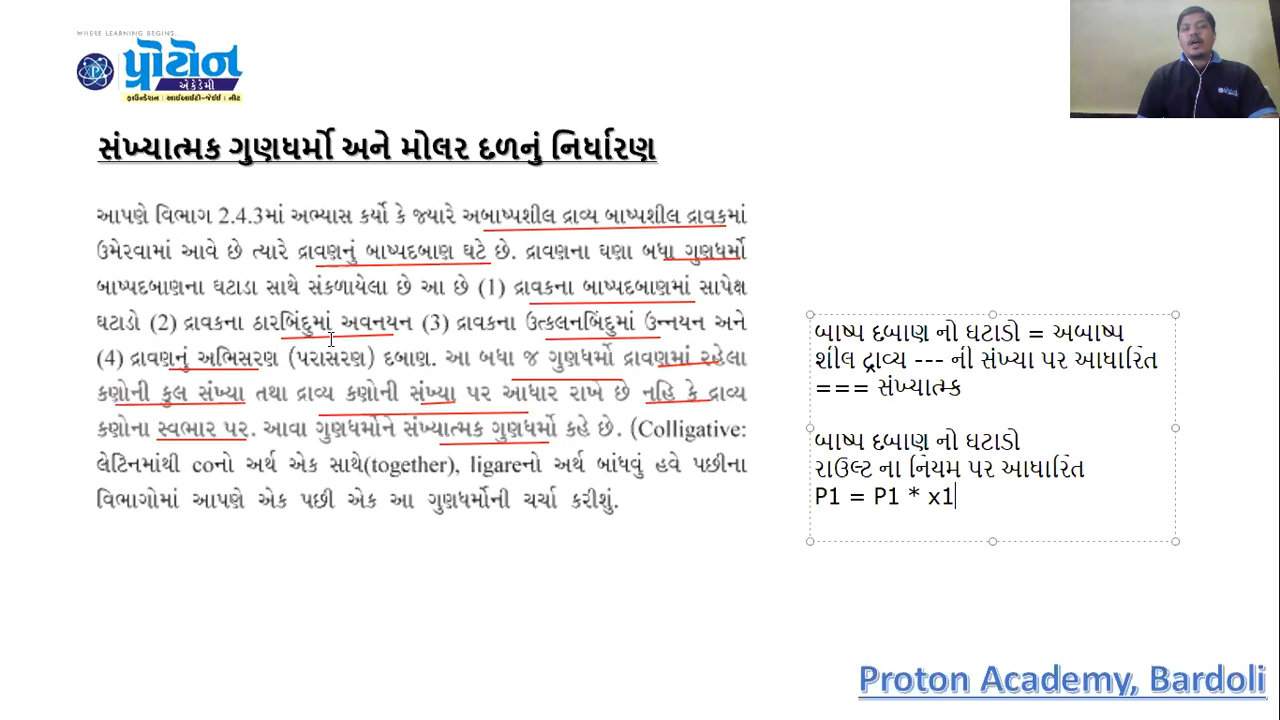 WHERE LEARNING BEGINS...
પ્રોટોન
એકેડેમી
ફાઉન્ડેશન | આઈઆઈટી-જેઈઈ | નીટ
સંખ્યાત્મક ગુણધર્મો અને મોલર દળનું નિર્ધારણ
આપણે વિભાગ 2.4.3માં અભ્યાસ કર્યો કે જ્યારે અબાષ્પશીલ દ્રાવ્ય બાષ્પશીલ દ્રાવકમાં
ઉમેરવામાં આવે છે ત્યારે દ્રાવણનું બાષ્પદબાણ ઘટે છે. દ્રાવણના ઘણા બધા ગુણધર્મો
બાષ્પદબાણના ઘટાડા સાથે સંકળાયેલા છે આ છે (1) દ્રાવકના બાષ્પદબાણમાં સાપેક્ષ
ઘટાડો (2) દ્રાવકના ઠારબિંદુમાં અવનયન (3) દ્રાવકના ઉત્કલનબિંદુમાં ઉન્નયન અને
(4) દ્રાવણનું અભિસરણ (પરાસરણ) દબાણ. આ બધા જ ગુણધર્મો દ્રાવણમાં રહેલા
કણોની કુલ સંખ્યા તથા દ્રાવ્ય કણોની સંખ્યા પર આધાર રાખે છે નહિ કે દ્રાવ્ય
કણોના સ્વભાવ પર. આવા ગુણધર્મોને સંખ્યાત્મક ગુણધર્મો કહે છે. (Colligative:
લેટિનમાંથી coનો અર્થ એક સાથે(together), ligareનો અર્થ બાંધવું હવે પછીના
વિભાગોમાં આપણે એક પછી એક આ ગુણધર્મોની ચર્ચા કરીશું.
બાષ્પ દબાણ નો ઘટાડો = અબાષ્પ
શીલ દ્રાવ્ય --- ની સંખ્યા પર આધારિત
=== સંખ્યાત્મ્ક
બાષ્પ દબાણ નો ઘટાડો
રાઉલ્ટ ના નિયમ પર આધારિત
P1 = P1 * x1
Proton Academy, Bardoli